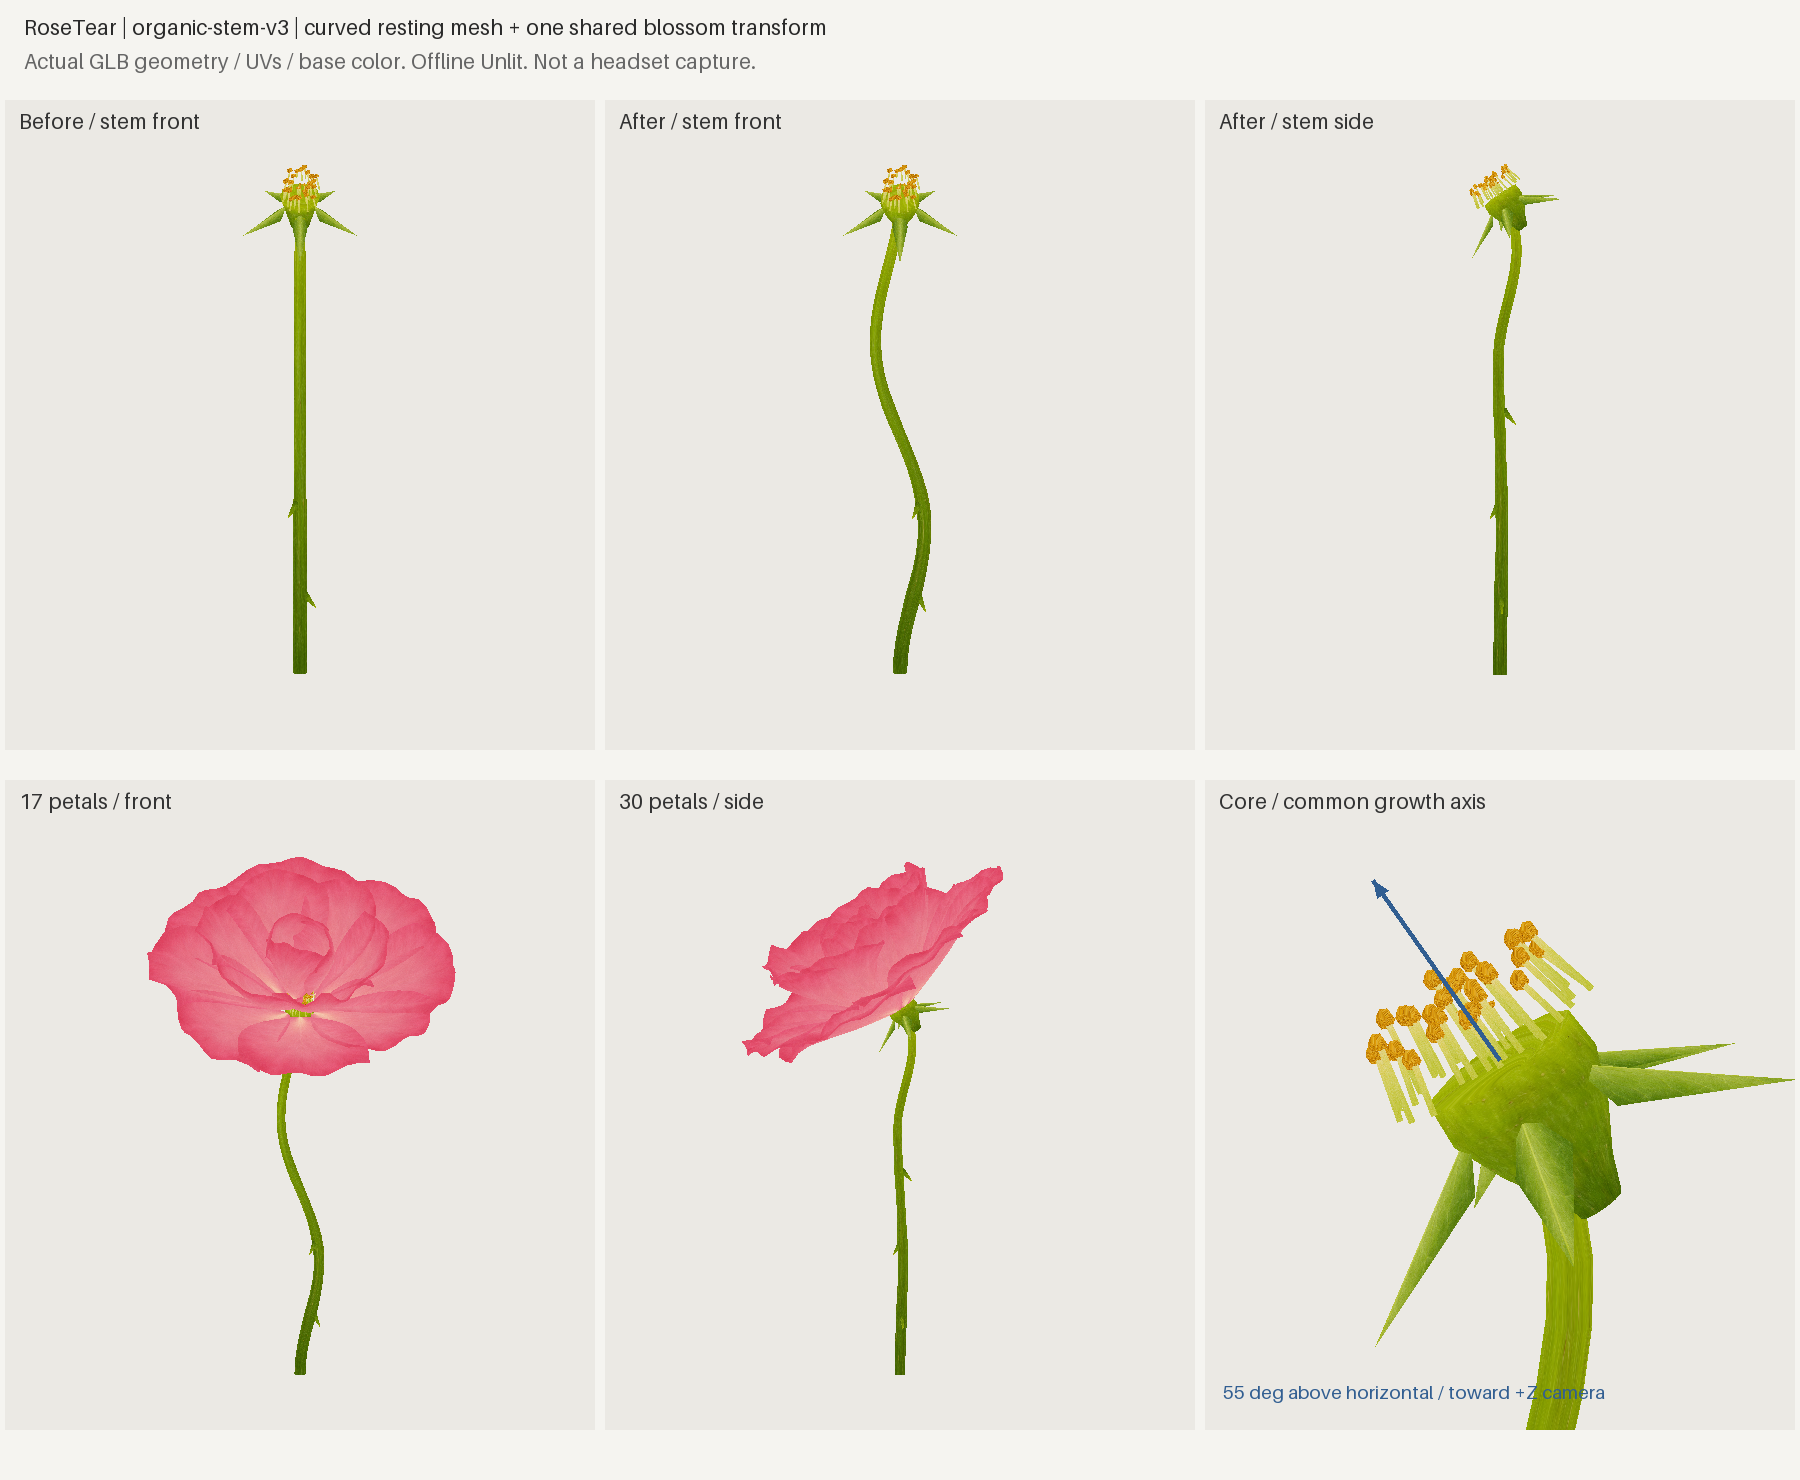 RoseTear | organic-stem-v3 | curved resting mesh + one shared blossom transform
Actual GLB geometry / UVs / base color. Offline Unlit. Not a headset capture.
Before / stem front
After / stem front
After / stem side
17 petals / front
30 petals / side
Core / common growth axis
55 deg above horizontal / toward +Z camera